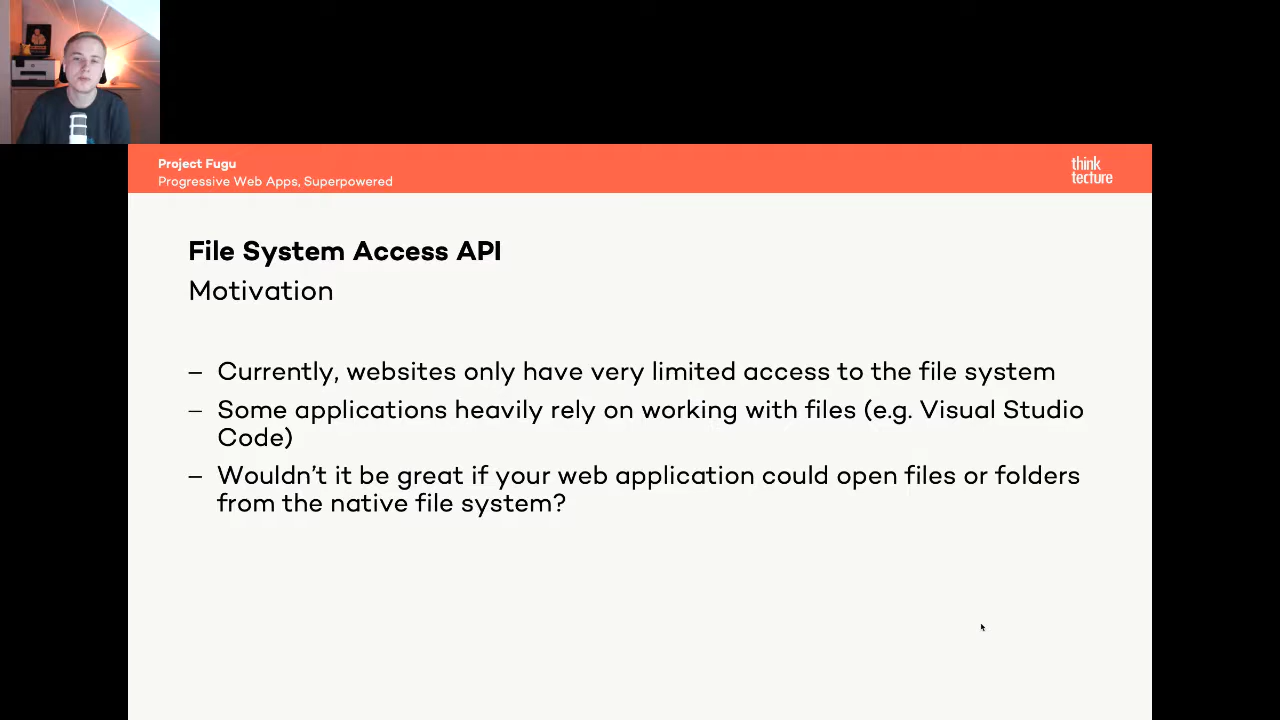 Project Fugu
Progressive Web Apps, Superpowered
think
tecture
File System Access API
Motivation
– Currently, websites only have very limited access to the file system
– Some applications heavily rely on working with files (e.g. Visual Studio
Code)
– Wouldn’t it be great if your web application could open files or folders
from the native file system?